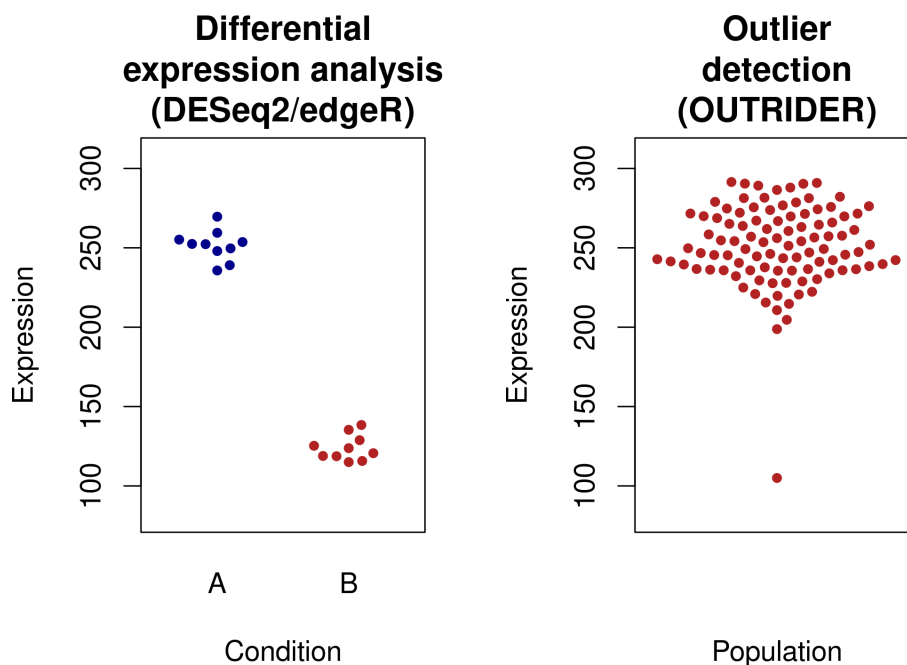 Differential
expression analysis
(DESeq2/edgeR)
Expression
300
250
200
150
100
A
B
Condition
Outlier
detection
(OUTRIDER)
Expression
300
250
200
150
100
Population